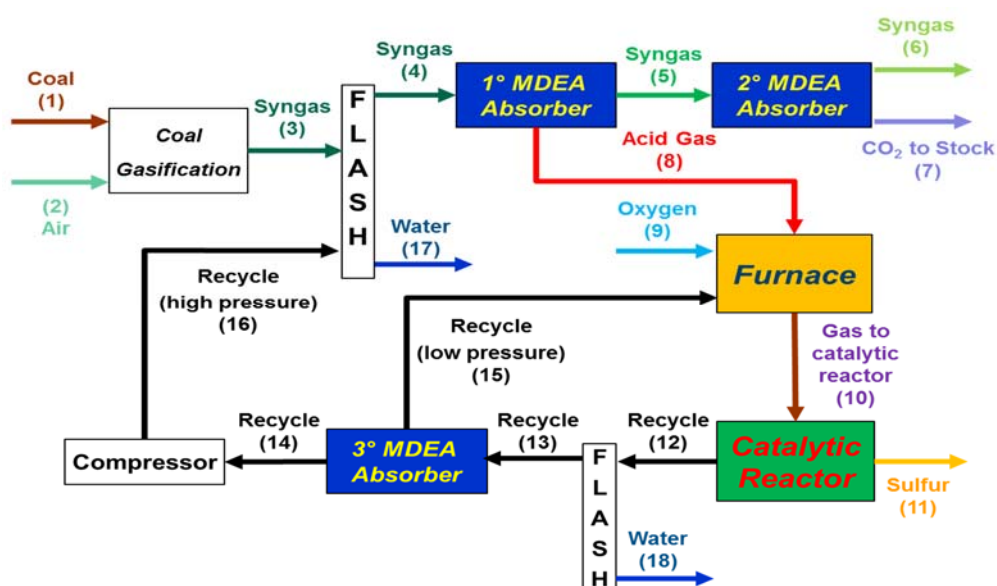 Coal
(1)
(2)
Air
Coal
Gasification
Syngas
(3)
F
L
A
S
H
Syngas
(4)
1° MDEA
Absorber
Syngas
(5)
2° MDEA
Absorber
Syngas
(6)
CO₂ to Stock
(7)
Acid Gas
(8)
Oxygen
(9)
Water
(17)
Furnace
Recycle
(high pressure)
(16)
Recycle
(low pressure)
(15)
Gas to
catalytic
reactor
(10)
Compressor
Recycle
(14)
3° MDEA
Absorber
Recycle
(13)
F
L
A
S
H
Recycle
(12)
Catalytic
Reactor
Sulfur
(11)
Water
(18)